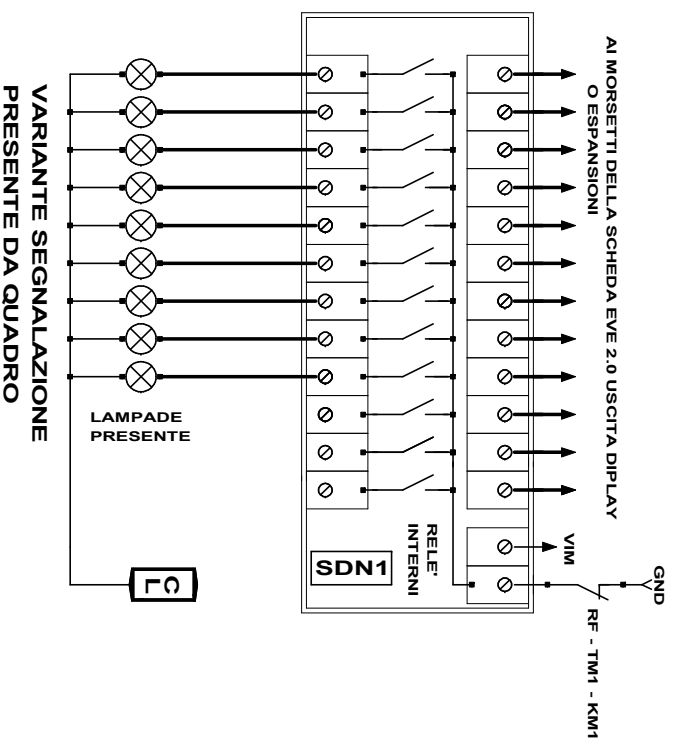 AI MORSETTI DELLA SCHEDA EVE 2.0 USCITA DIPLAY
O ESPANSIONI
VIM
GND
RF - TM1 - KM1
RELE'
INTERNI
SDN1
LAMPADE
PRESENTE
CL
VARIANTE SEGNALAZIONE
PRESENTE DA QUADRO